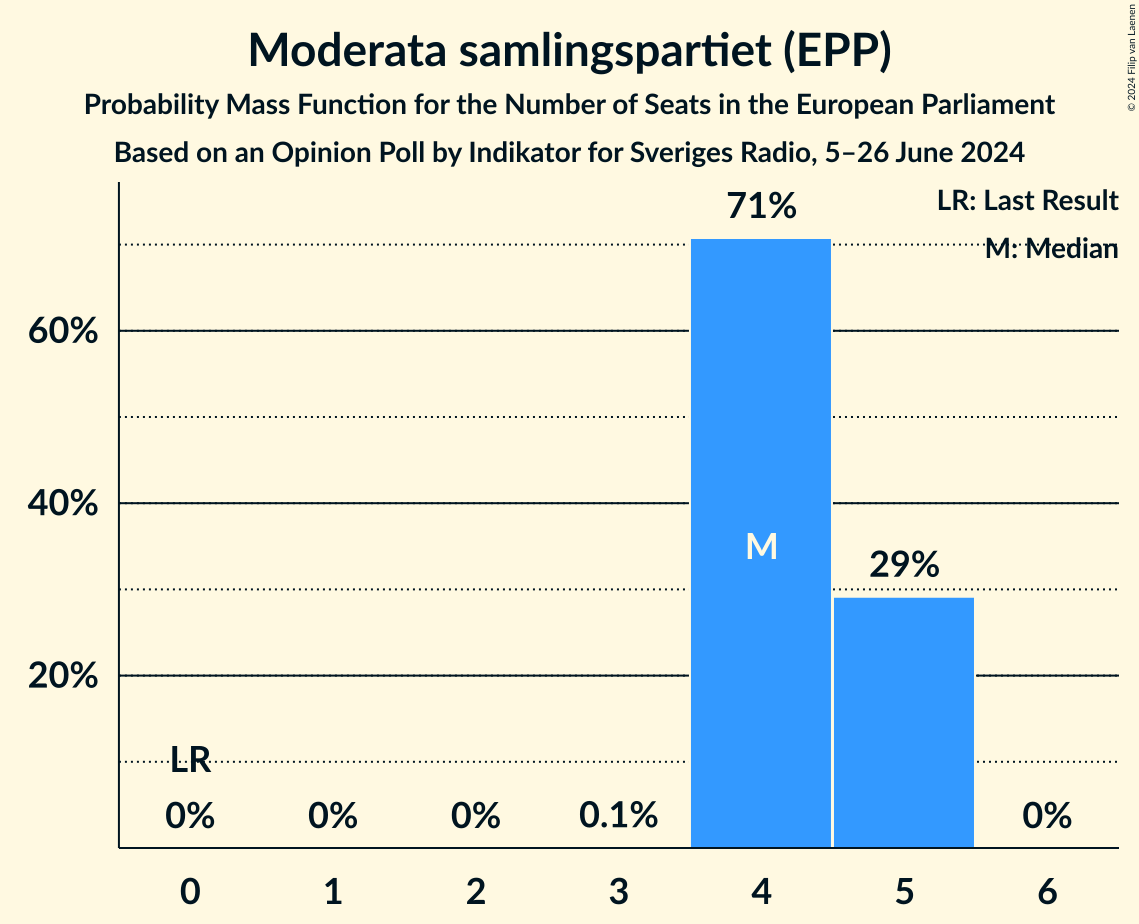 Moderata samlingspartiet (EPP)
Probability Mass Function for the Number of Seats in the European Parliament
Based on an Opinion Poll by Indikator for Sveriges Radio, 5–26 June 2024
© 2024 Filip van Laenen
LR: Last Result
M: Median
71%
60%
40%
M
29%
20%
LR
0%
0%
0%
0.1%
0%
0
1
2
3
4
5
6